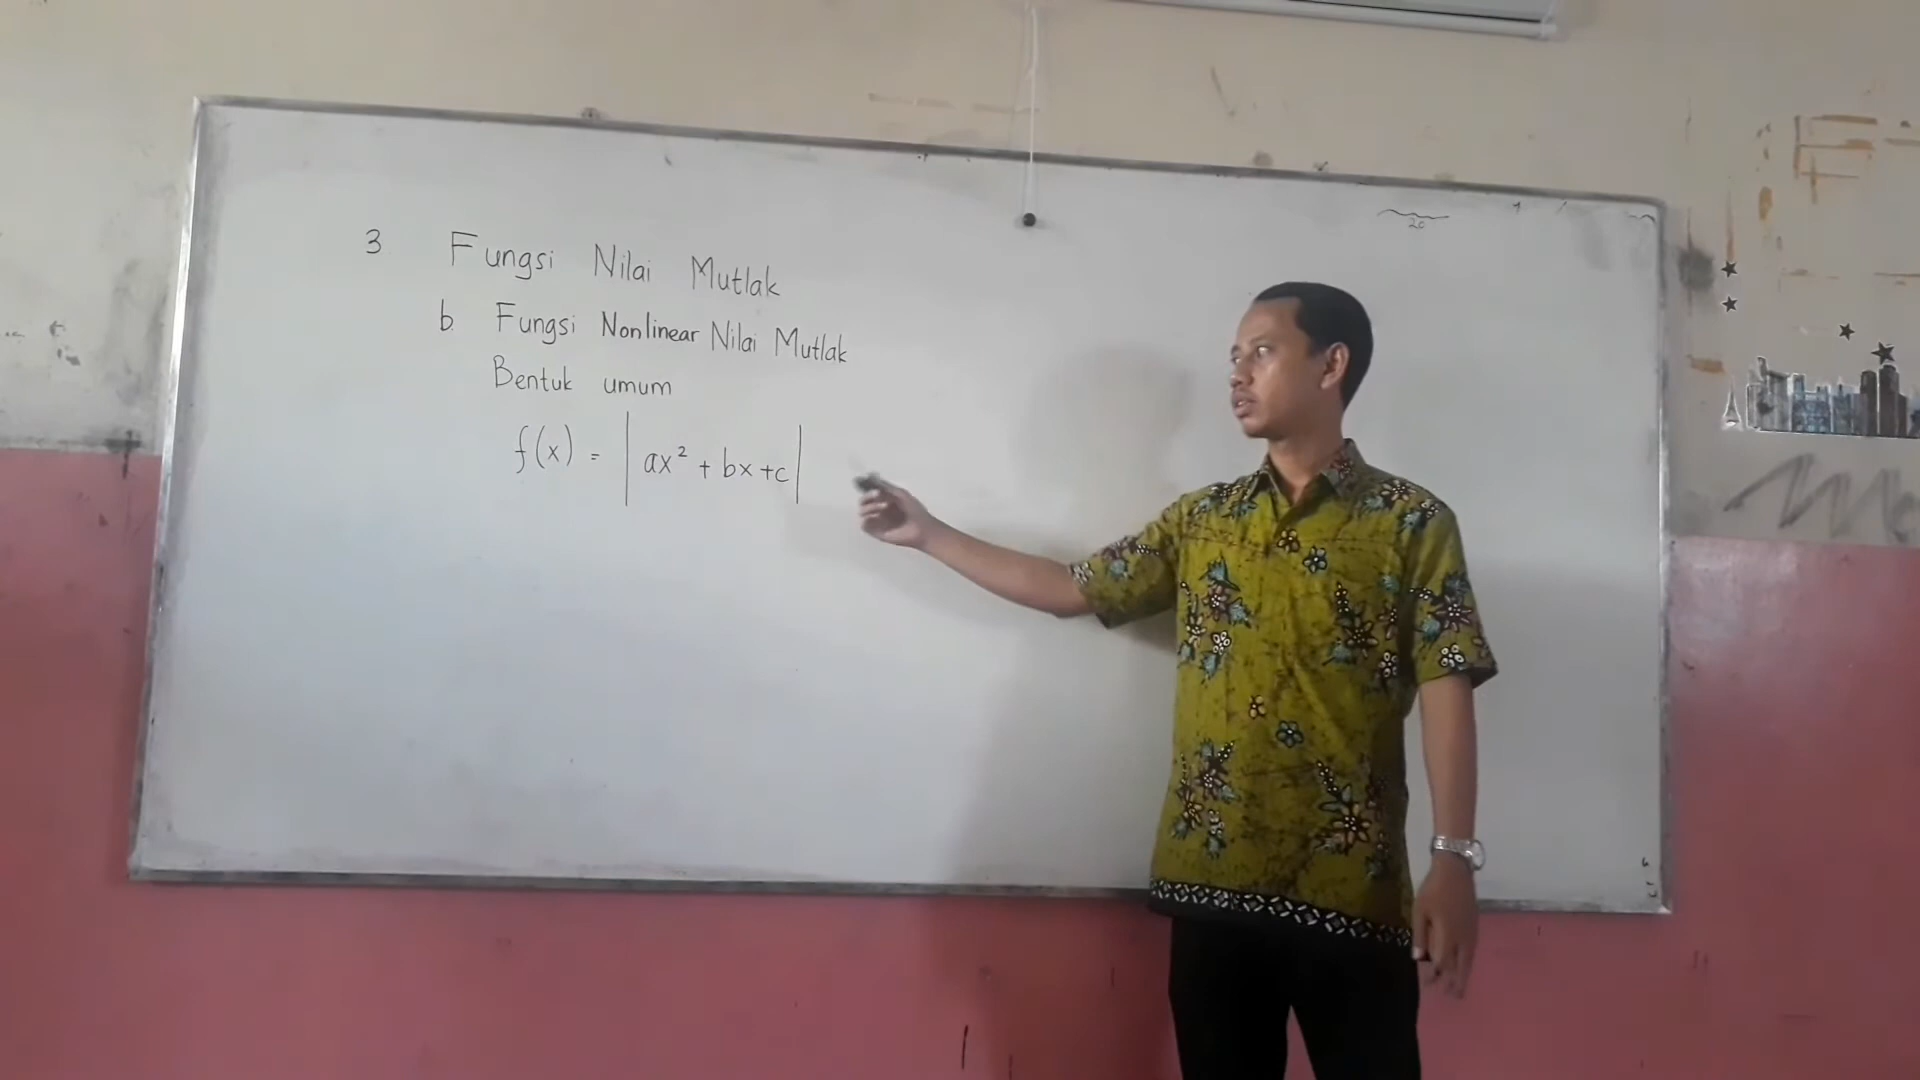 3 Fungsi Nilai Mutlak
b. Fungsi Nonlinear Nilai Mutlak
Bentuk umum
f(x) = | ax² + bx + c |